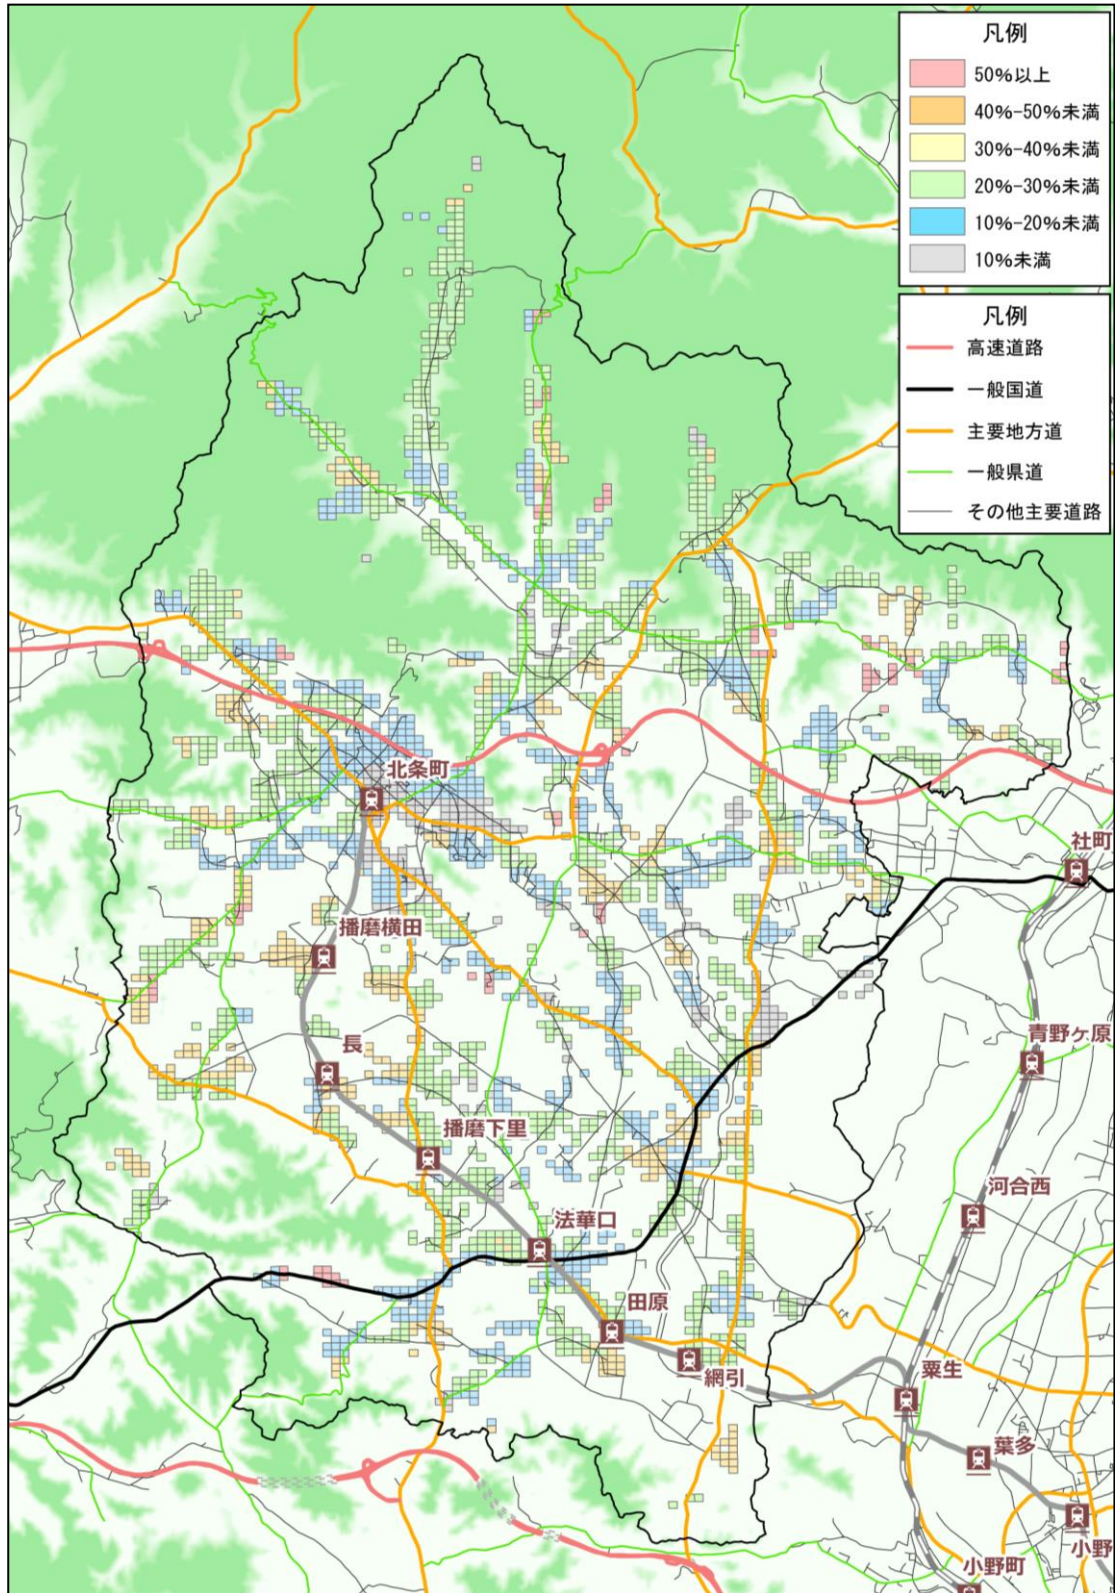 凡例
50%以上
40%-50%未満
30%-40%未満
20%-30%未満
10%-20%未満
10%未満
凡例
高速道路
一般国道
主要地方道
一般県道
その他主要道路
北条町
社町
播磨横田
青野ヶ原
長
播磨下里
河合西
法華口
田原
網引
粟生
葉多
小野
小野町